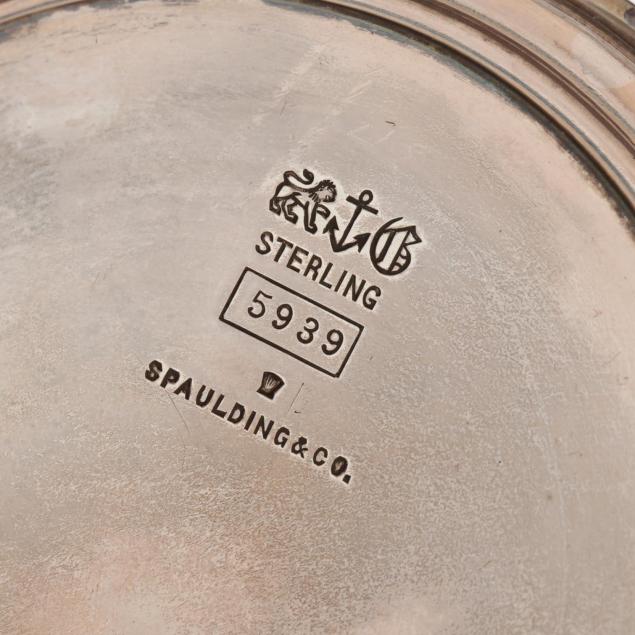 G
STERLING
5939
SPAULDING & CO.